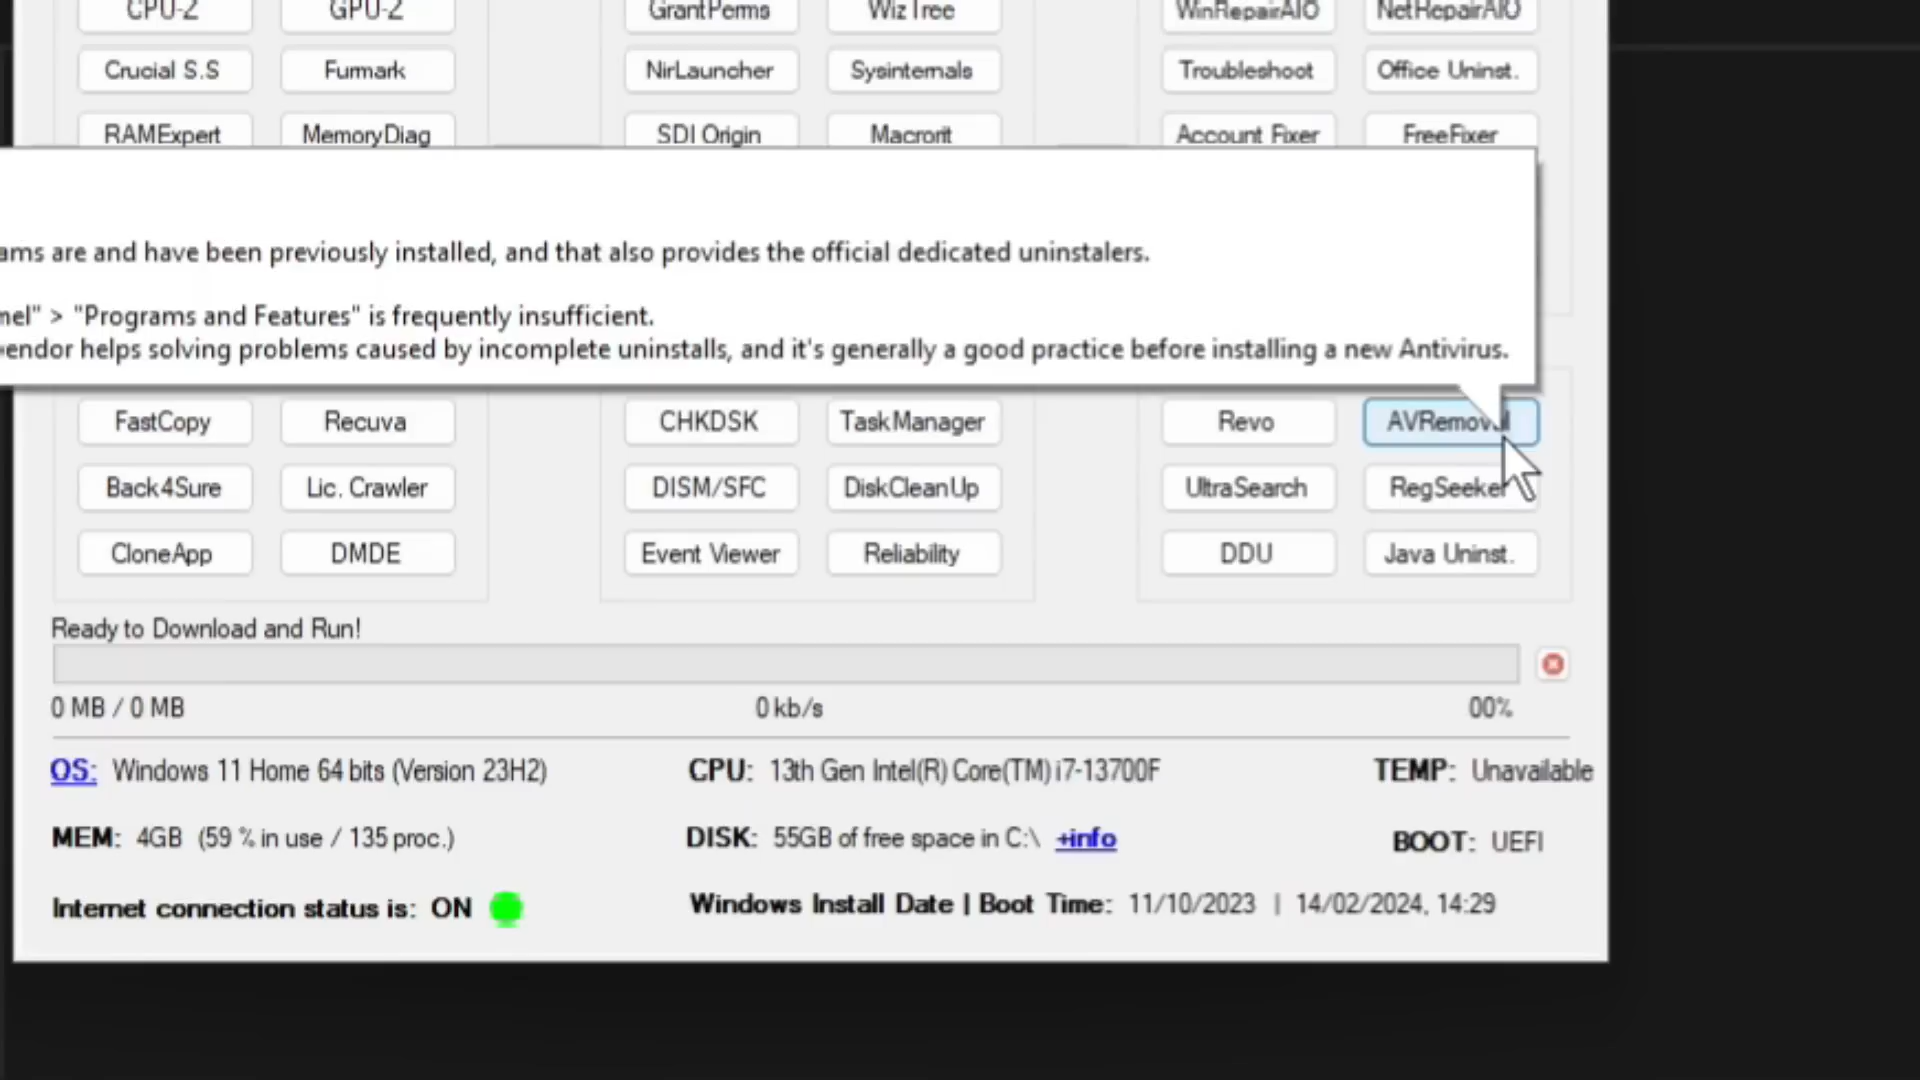 CPU-Z GPU-Z GrantPerms WizTree WinRepairAIO NetRepairAIO
Crucial S.S Furmark NirLauncher Sysinternals Troubleshoot Office Uninst.
RAMExpert MemoryDiag SDI Origin Macrorit Account Fixer FreeFixer
ams are and have been previously installed, and that also provides the official dedicated uninstalers.
nel" > "Programs and Features" is frequently insufficient.
vendor helps solving problems caused by incomplete uninstalls, and it's generally a good practice before installing a new Antivirus.
FastCopy Recuva CHKDSK TaskManager Revo AVRemoval
Back4Sure Lic. Crawler DISM/SFC DiskCleanUp UltraSearch RegSeeker
CloneApp DMDE Event Viewer Reliability DDU Java Uninst.
Ready to Download and Run!
0 MB / 0 MB 0 kb/s 00%
OS: Windows 11 Home 64 bits (Version 23H2) CPU: 13th Gen Intel(R) Core(TM) i7-13700F TEMP: Unavailable
MEM: 4GB (59 % in use / 135 proc.) DISK: 55GB of free space in C:\ +info BOOT: UEFI
Internet connection status is: ON Windows Install Date | Boot Time: 11/10/2023 | 14/02/2024, 14:29